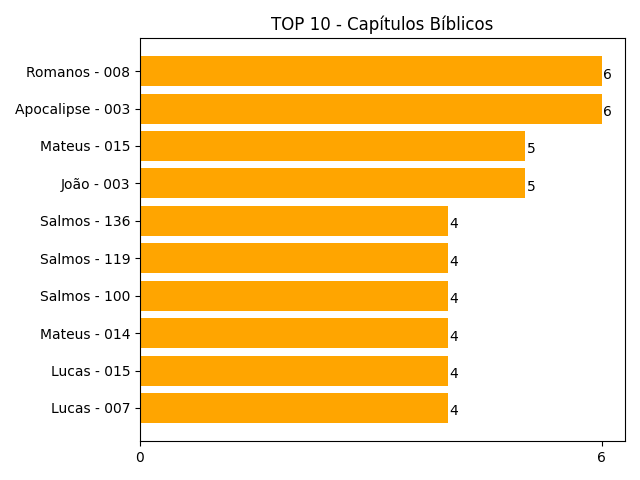 TOP 10 - Capítulos Bíblicos
Romanos - 008 6
Apocalipse - 003 6
Mateus - 015 5
João - 003 5
Salmos - 136 4
Salmos - 119 4
Salmos - 100 4
Mateus - 014 4
Lucas - 015 4
Lucas - 007 4
0 6